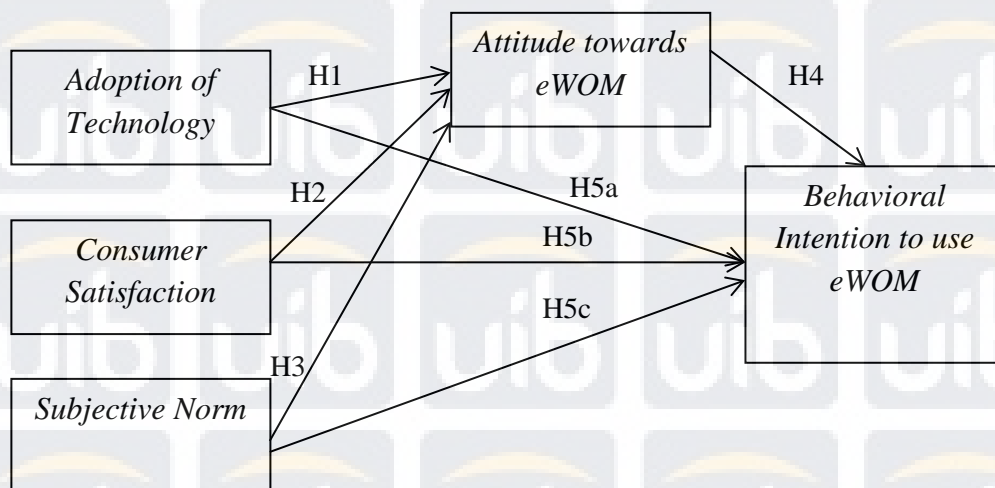 Adoption of
Technology
H1
Attitude towards
eWOM
H4
H2
H5a
Behavioral
Intention to use
eWOM
Consumer
Satisfaction
H5b
H5c
H3
Subjective Norm
uib